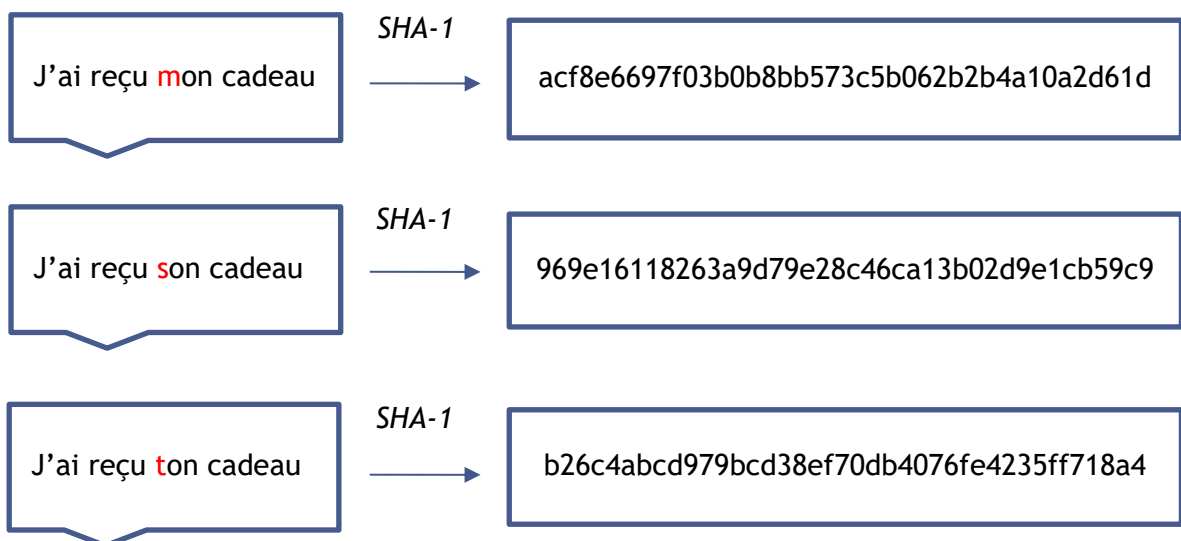 SHA-1
J’ai reçu mon cadeau
acf8e6697f03b0b8bb573c5b062b2b4a10a2d61d
SHA-1
J’ai reçu son cadeau
969e16118263a9d79e28c46ca13b02d9e1cb59c9
SHA-1
J’ai reçu ton cadeau
b26c4abcd979bcd38ef70db4076fe4235ff718a4